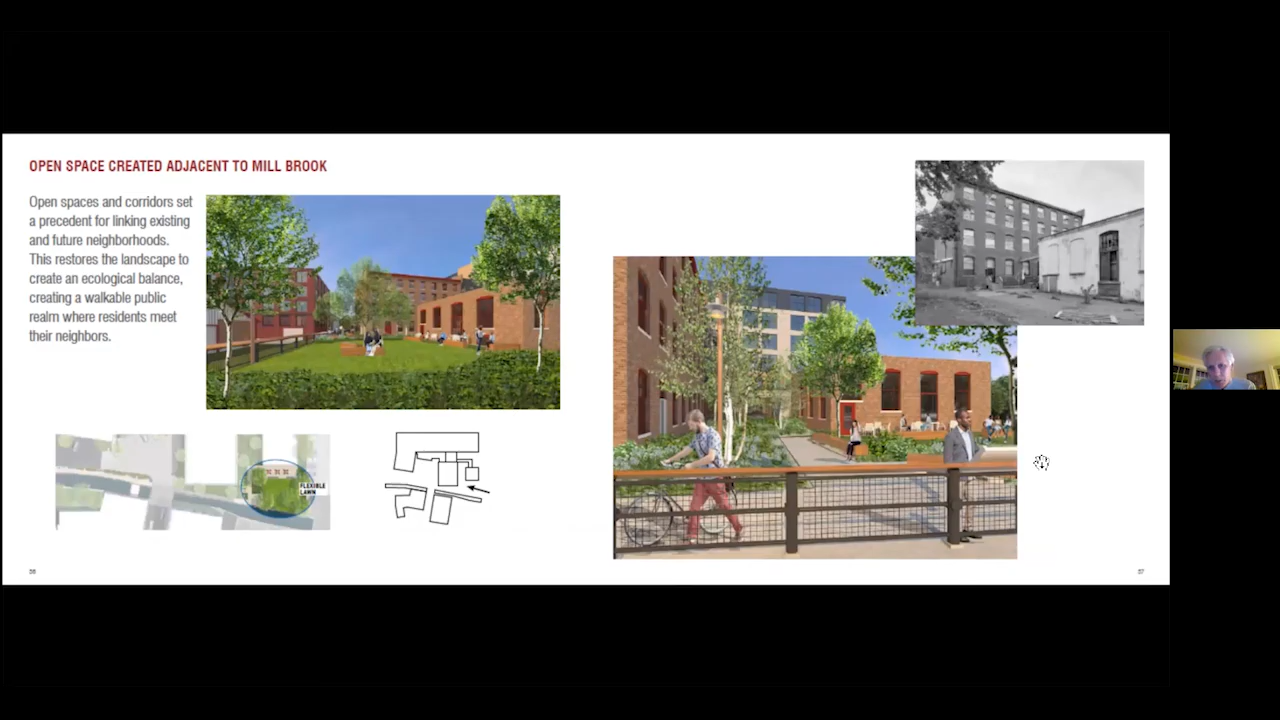 OPEN SPACE CREATED ADJACENT TO MILL BROOK
Open spaces and corridors set
a precedent for linking existing
and future neighborhoods.
This restores the landscape to
create an ecological balance,
creating a walkable public
realm where residents meet
their neighbors.
FLEXIBLE
LAWN
57